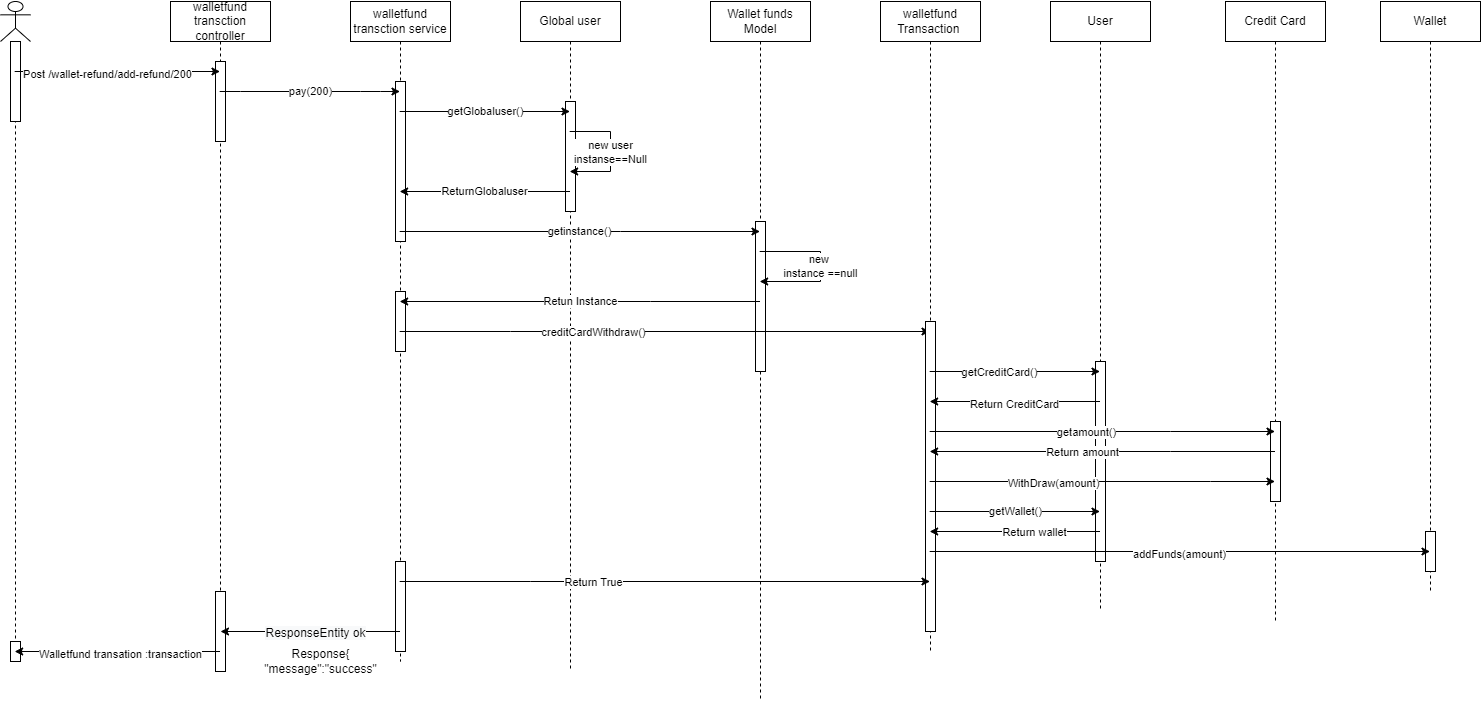 walletfund
transction
controller
walletfund
transction service
Global user
Wallet funds
Model
walletfund
Transaction
User
Credit Card
Wallet
Post /wallet-refund/add-refund/200
pay(200)
getGlobaluser()
new user
instanse==Null
ReturnGlobaluser
getinstance()
new
instance ==null
Retun Instance
creditCardWithdraw()
getCreditCard()
Return CreditCard
getamount()
Return amount
WithDraw(amount)
getWallet()
Return wallet
addFunds(amount)
Return True
ResponseEntity ok
Response{
"message":"success"
Walletfund transation :transaction